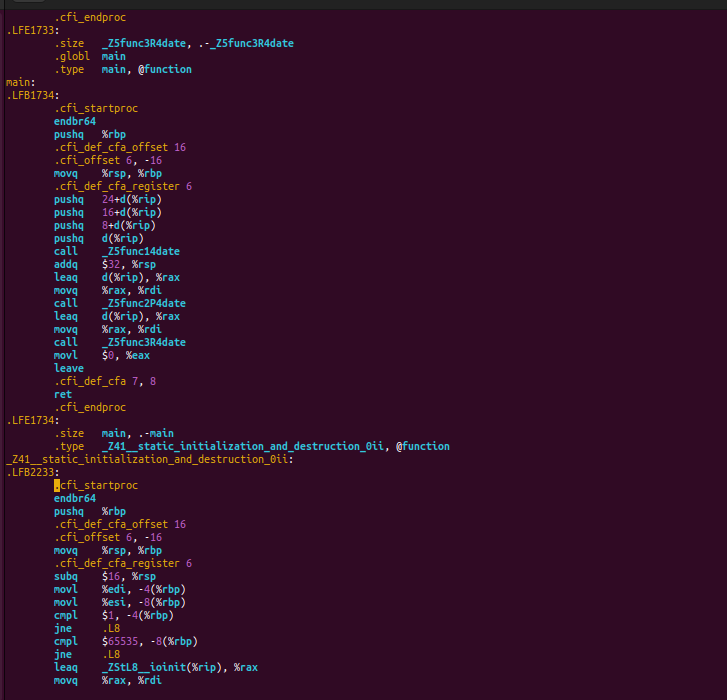 .cfi_endproc
.LFE1733:
.size _Z5func3R4date, .-_Z5func3R4date
.globl main
.type main, @function
main:
.LFB1734:
.cfi_startproc
endbr64
pushq %rbp
.cfi_def_cfa_offset 16
.cfi_offset 6, -16
movq %rsp, %rbp
.cfi_def_cfa_register 6
pushq 24+d(%rip)
pushq 16+d(%rip)
pushq 8+d(%rip)
pushq d(%rip)
call _Z5func14date
addq $32, %rsp
leaq d(%rip), %rax
movq %rax, %rdi
call _Z5func2P4date
leaq d(%rip), %rax
movq %rax, %rdi
call _Z5func3R4date
movl $0, %eax
leave
.cfi_def_cfa 7, 8
ret
.cfi_endproc
.LFE1734:
.size main, .-main
.type _Z41__static_initialization_and_destruction_0ii, @function
_Z41__static_initialization_and_destruction_0ii:
.LFB2233:
.cfi_startproc
endbr64
pushq %rbp
.cfi_def_cfa_offset 16
.cfi_offset 6, -16
movq %rsp, %rbp
.cfi_def_cfa_register 6
subq $16, %rsp
movl %edi, -4(%rbp)
movl %esi, -8(%rbp)
cmpl $1, -4(%rbp)
jne .L8
cmpl $65535, -8(%rbp)
jne .L8
leaq _ZStL8__ioinit(%rip), %rax
movq %rax, %rdi